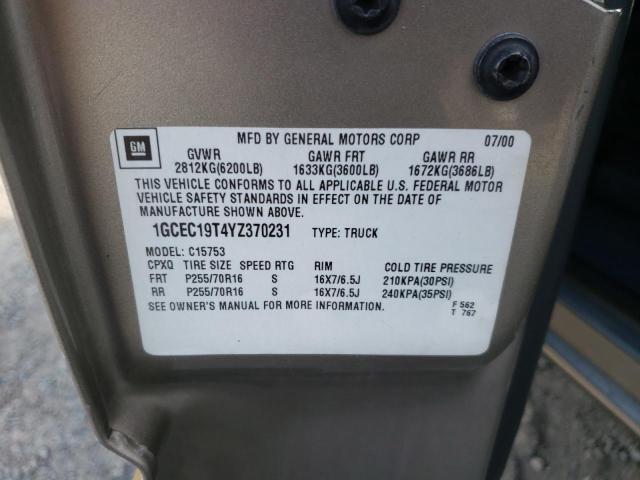 MFD BY GENERAL MOTORS CORP 07/00
GM
GVWR GAWR FRT GAWR RR
2812KG(6200LB) 1633KG(3600LB) 1672KG(3686LB)
THIS VEHICLE CONFORMS TO ALL APPLICABLE U.S. FEDERAL MOTOR
VEHICLE SAFETY STANDARDS IN EFFECT ON THE DATE OF
MANUFACTURE SHOWN ABOVE.
1GCEC19T4YZ370231 TYPE: TRUCK
MODEL: C15753
CPXQ TIRE SIZE SPEED RTG RIM COLD TIRE PRESSURE
FRT P255/70R16 S 16X7/6.5J 210KPA(30PSI)
RR P255/70R16 S 16X7/6.5J 240KPA(35PSI)
SEE OWNER'S MANUAL FOR MORE INFORMATION.
F 562
T 767